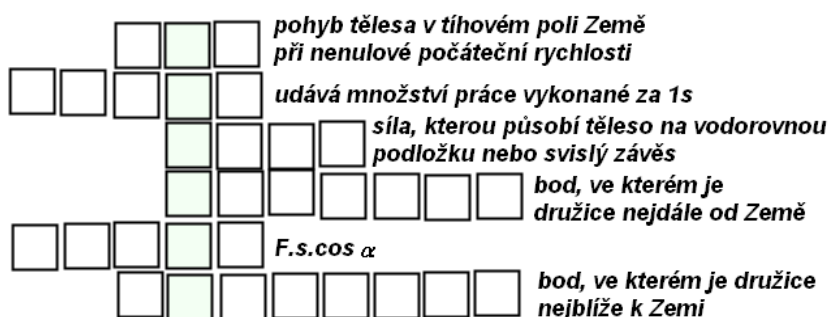 pohyb tělesa v tíhovém poli Země
při nenulové počáteční rychlosti
udává množství práce vykonané za 1s
síla, kterou působí těleso na vodorovnou
podložku nebo svislý závěs
bod, ve kterém je
družice nejdále od Země
F.s.cos α
bod, ve kterém je družice
nejblíže k Zemi